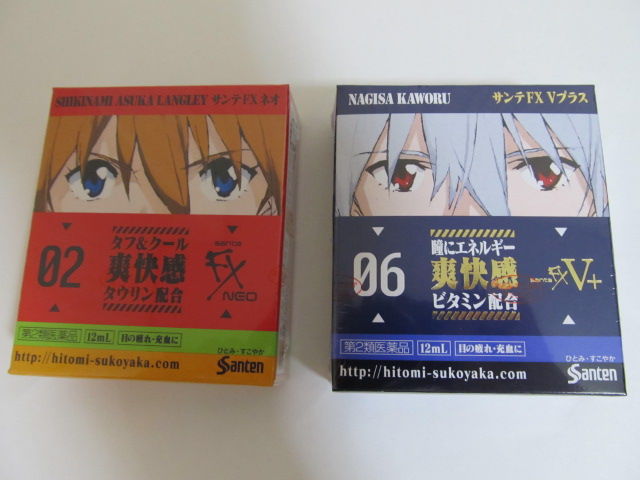 SHIKINAMI ASUKA LANGLEY サンテFXネオ
02
タフ&クール
爽快感
タウリン配合
sante
FX
NEO
第2類医薬品 12mL 目の疲れ・充血に
http://hitomi-sukoyaka.com
ひとみ・すこやか
Santen
NAGISA KAWORU サンテFX Vプラス
06
瞳にエネルギー
爽快感
ビタミン配合
sante FX V+
第2類医薬品 12mL 目の疲れ・充血に
http://hitomi-sukoyaka.com
ひとみ・すこやか
Santen